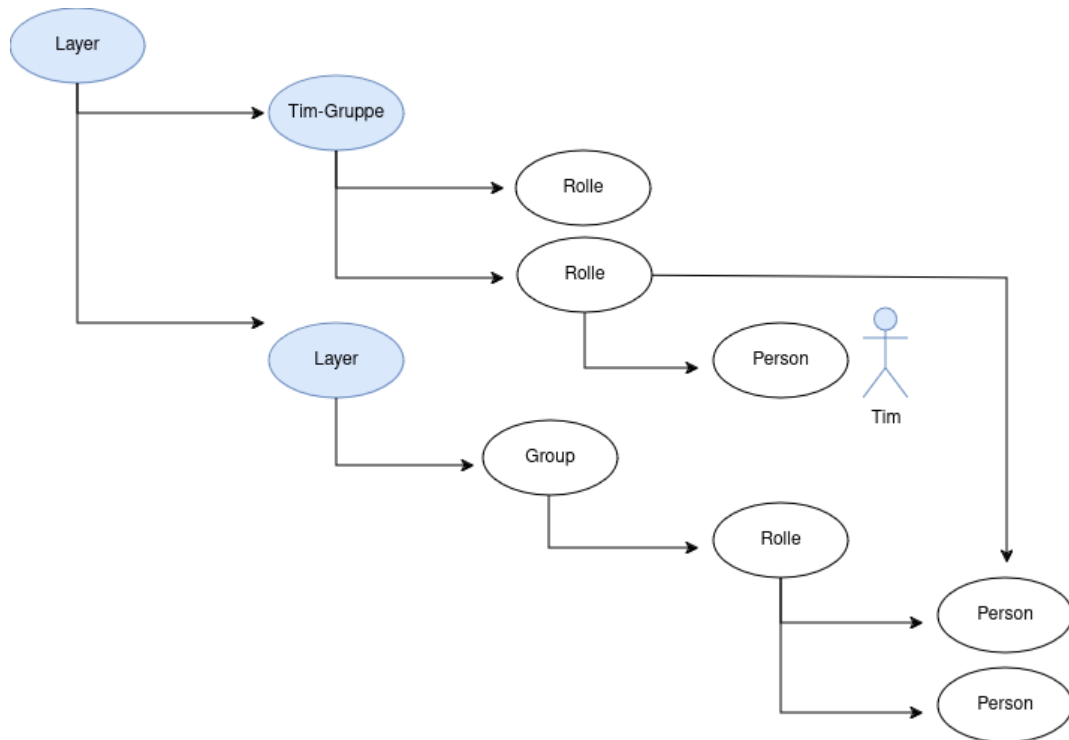 Layer
Tim-Gruppe
Rolle
Rolle
Layer
Person
Tim
Group
Rolle
Person
Person